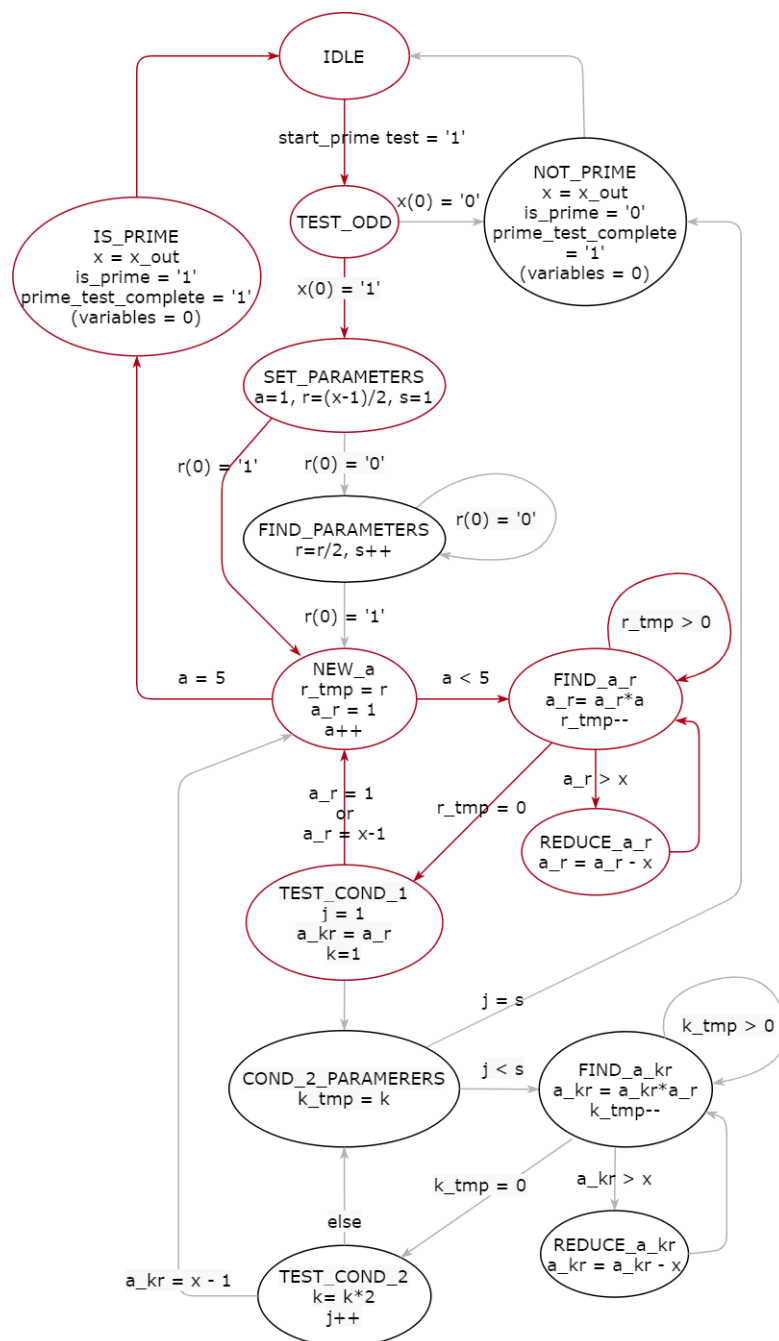 IDLE
start_prime test = '1'
NOT_PRIME
x = x_out
is_prime = '0'
prime_test_complete
= '1'
(variables = 0)
x(0) = '0'
TEST_ODD
IS_PRIME
x = x_out
is_prime = '1'
prime_test_complete = '1'
(variables = 0)
x(0) = '1'
SET_PARAMETERS
a=1, r=(x-1)/2, s=1
r(0) = '1'
r(0) = '0'
FIND_PARAMETERS
r=r/2, s++
r(0) = '0'
r(0) = '1'
r_tmp > 0
NEW_a
r_tmp = r
a_r = 1
a++
a = 5
a < 5
FIND_a_r
a_r= a_r*a
r_tmp--
a_r = 1
or
a_r = x-1
r_tmp = 0
a_r > x
REDUCE_a_r
a_r = a_r - x
TEST_COND_1
j = 1
a_kr = a_r
k=1
j = s
k_tmp > 0
COND_2_PARAMERERS
k_tmp = k
j < s
FIND_a_kr
a_kr = a_kr*a_r
k_tmp--
k_tmp = 0
a_kr > x
else
REDUCE_a_kr
a_kr = a_kr - x
a_kr = x - 1
TEST_COND_2
k= k*2
j++